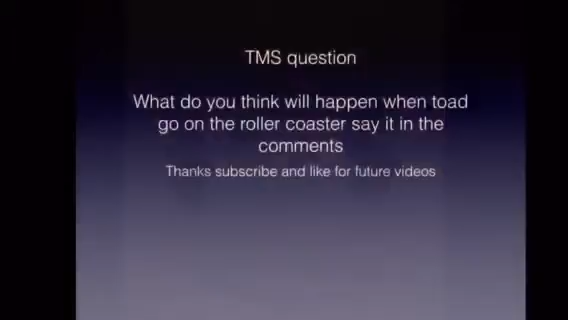 TMS question
What do you think will happen when toad
go on the roller coaster say it in the
comments
Thanks subscribe and like for future videos